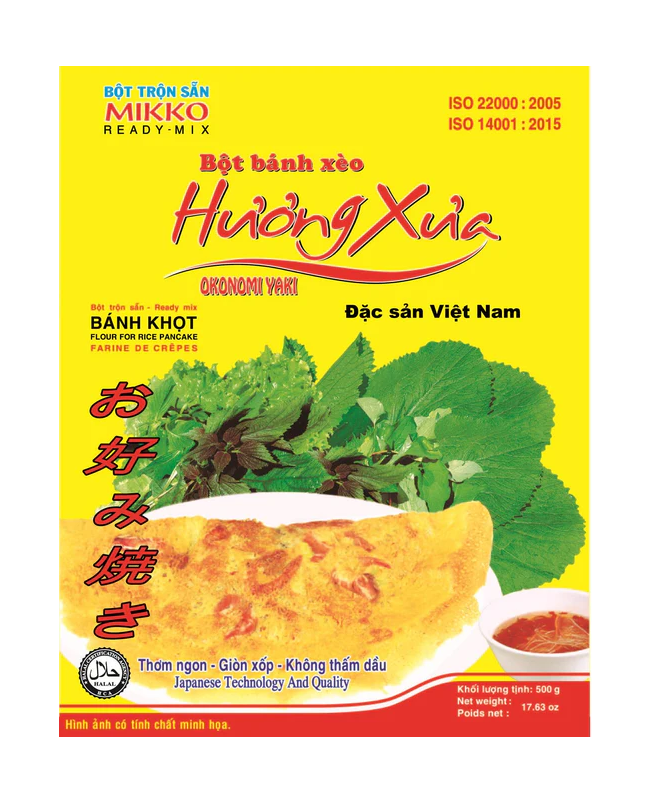 BỘT TRỘN SẴN
MIKKO
READY-MIX
ISO 22000 : 2005
ISO 14001 : 2015
Bột bánh xèo
Hương Xưa
OKONOMI YAKI
Đặc sản Việt Nam
Bột trộn sẵn - Ready mix
BÁNH KHỌT
FLOUR FOR RICE PANCAKE
FARINE DE CRÊPES
お好み焼き
HALAL
حلال
Thơm ngon - Giòn xốp - Không thấm dầu
Japanese Technology And Quality
Khối lượng tịnh: 500 g
Net weight: 17.63 oz
Poids net :
Hình ảnh có tính chất minh họa.